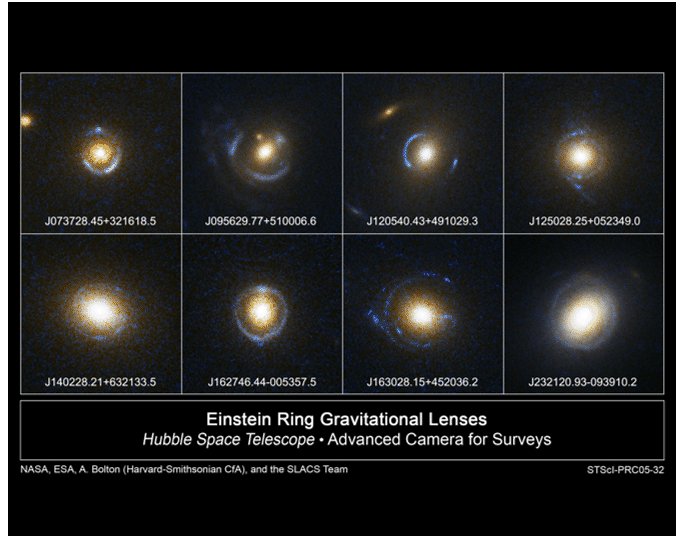 J073728.45+321618.5
J095629.77+510006.6
J120540.43+491029.3
J125028.25+052349.0
J140228.21+632133.5
J162746.44-005357.5
J163028.15+452036.2
J232120.93-093910.2
Einstein Ring Gravitational Lenses
Hubble Space Telescope • Advanced Camera for Surveys
NASA, ESA, A. Bolton (Harvard-Smithsonian CfA), and the SLACS Team
STScI-PRC05-32